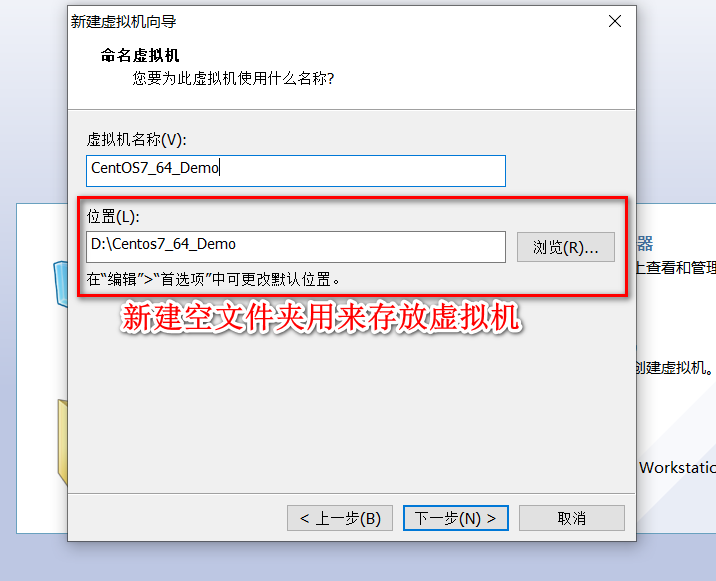 新建虚拟机向导
命名虚拟机
您要为此虚拟机使用什么名称?
虚拟机名称(V):
CentOS7_64_Demo
位置(L):
D:\Centos7_64_Demo
浏览(R)...
在“编辑”>“首选项”中可更改默认位置。
新建空文件夹用来存放虚拟机
器
上查看和管理
创建虚拟机。
Workstatio
< 上一步(B)
下一步(N) >
取消